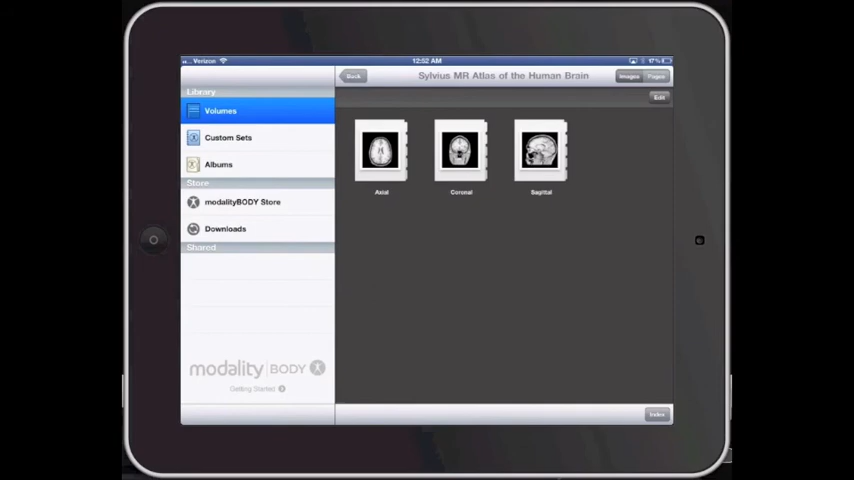 Verizon 12:52 AM 17%
Library
Back
Sylvius MR Atlas of the Human Brain
Images Pages
Volumes
Edit
Custom Sets
Albums
Axial
Coronal
Sagittal
Store
modalityBODY Store
Downloads
Shared
modality BODY
Getting Started
Index